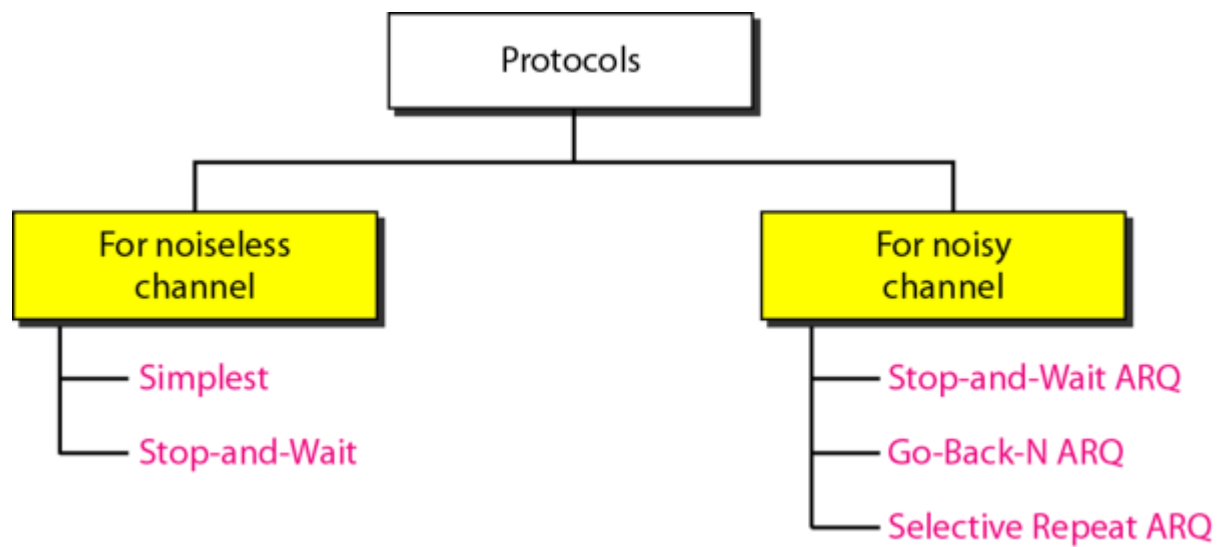 Protocols
For noiseless
channel
Simplest
Stop-and-Wait
For noisy
channel
Stop-and-Wait ARQ
Go-Back-N ARQ
Selective Repeat ARQ